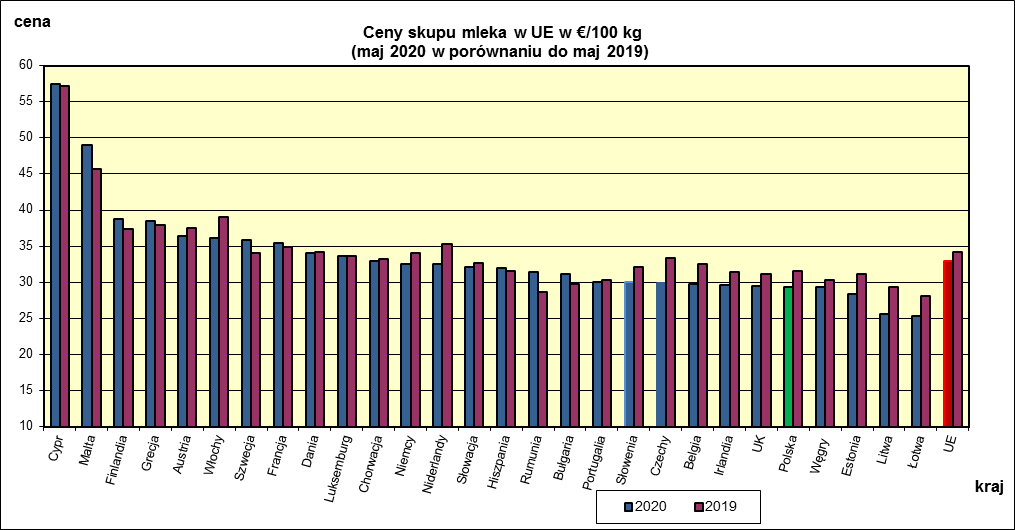 cena
Ceny skupu mleka w UE w €/100 kg
(maj 2020 w porównaniu do maj 2019)
60
55
50
45
40
35
30
25
20
15
10
Cypr
Malta
Finlandia
Grecja
Austria
Włochy
Szwecja
Francja
Dania
Luksemburg
Chorwacja
Niemcy
Niderlandy
Słowacja
Hiszpania
Rumunia
Bułgaria
Portugalia
Słowenia
Czechy
Belgia
Irlandia
UK
Polska
Węgry
Estonia
Litwa
Łotwa
UE
kraj
2020
2019